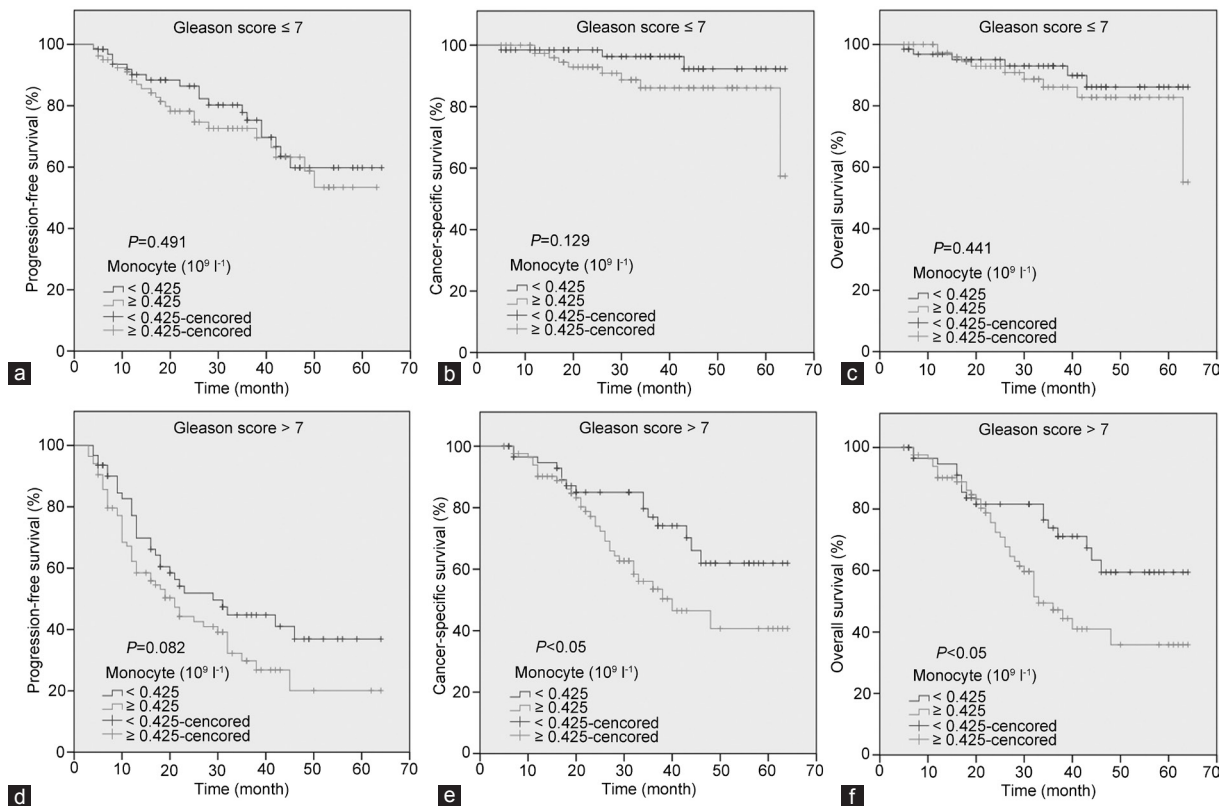 Gleason score ≤ 7
100
80
60
40
20
0
Progression-free survival (%)
P=0.491
Monocyte (10⁹ l⁻¹)
< 0.425
≥ 0.425
< 0.425-cencored
≥ 0.425-cencored
0 10 20 30 40 50 60 70
Time (month)
a
Gleason score ≤ 7
100
80
60
40
20
0
Cancer-specific survival (%)
P=0.129
Monocyte (10⁹ l⁻¹)
< 0.425
≥ 0.425
< 0.425-cencored
≥ 0.425-cencored
0 10 20 30 40 50 60 70
Time (month)
b
Gleason score ≤ 7
100
80
60
40
20
0
Overall survival (%)
P=0.441
Monocyte (10⁹ l⁻¹)
< 0.425
≥ 0.425
< 0.425-cencored
≥ 0.425-cencored
0 10 20 30 40 50 60 70
Time (month)
c
Gleason score > 7
100
80
60
40
20
0
Progression-free survival (%)
P=0.082
Monocyte (10⁹ l⁻¹)
< 0.425
≥ 0.425
< 0.425-cencored
≥ 0.425-cencored
0 10 20 30 40 50 60 70
Time (month)
d
Gleason score > 7
100
80
60
40
20
0
Cancer-specific survival (%)
P<0.05
Monocyte (10⁹ l⁻¹)
< 0.425
≥ 0.425
< 0.425-cencored
≥ 0.425-cencored
0 10 20 30 40 50 60 70
Time (month)
e
Gleason score > 7
100
80
60
40
20
0
Overall survival (%)
P<0.05
Monocyte (10⁹ l⁻¹)
< 0.425
≥ 0.425
< 0.425-cencored
≥ 0.425-cencored
0 10 20 30 40 50 60 70
Time (month)
f